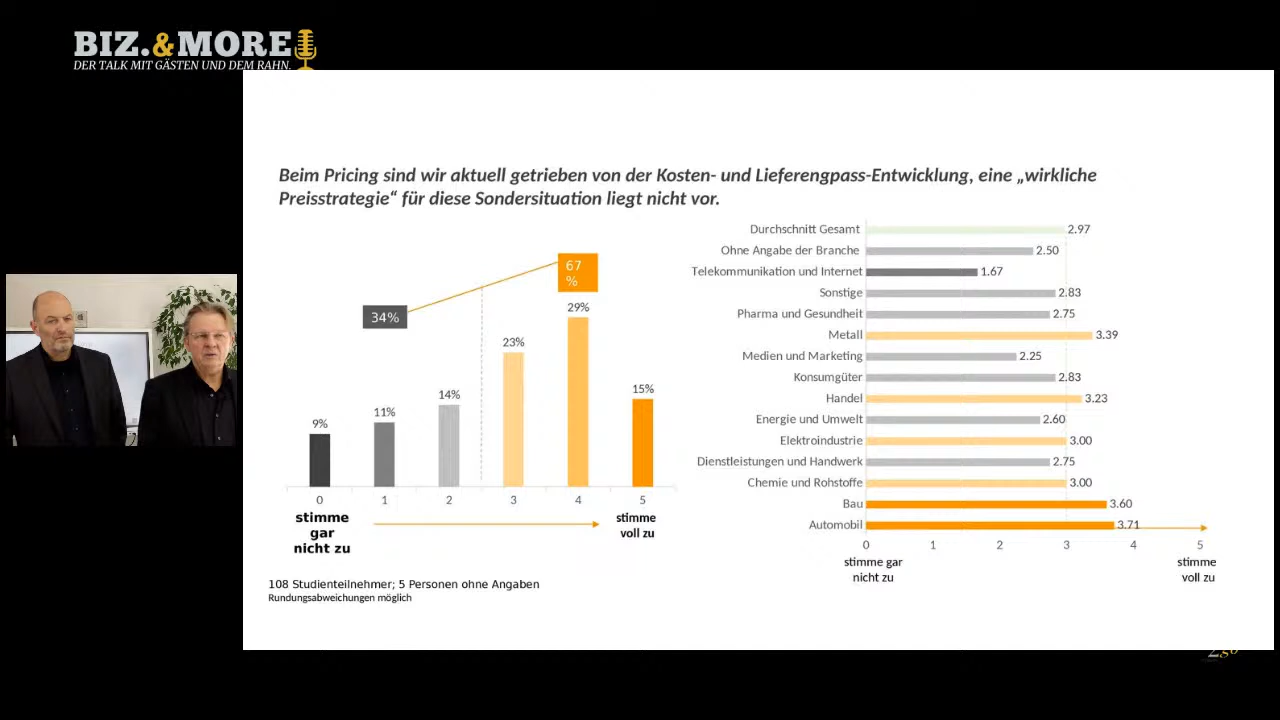 BIZ.&MORE
DER TALK MIT GÄSTEN UND DEM RAHN.
Beim Pricing sind wir aktuell getrieben von der Kosten- und Lieferengpass-Entwicklung, eine „wirkliche
Preisstrategie“ für diese Sondersituation liegt nicht vor.
34%
67
%
9%
11%
14%
23%
29%
15%
0
1
2
3
4
5
stimme
gar
nicht zu
stimme
voll zu
108 Studienteilnehmer; 5 Personen ohne Angaben
Rundungsabweichungen möglich
Durchschnitt Gesamt 2.97
Ohne Angabe der Branche 2.50
Telekommunikation und Internet 1.67
Sonstige 2.83
Pharma und Gesundheit 2.75
Metall 3.39
Medien und Marketing 2.25
Konsumgüter 2.83
Handel 3.23
Energie und Umwelt 2.60
Elektroindustrie 3.00
Dienstleistungen und Handwerk 2.75
Chemie und Rohstoffe 3.00
Bau 3.60
Automobil 3.71
0 1 2 3 4 5
stimme gar
nicht zu
stimme
voll zu